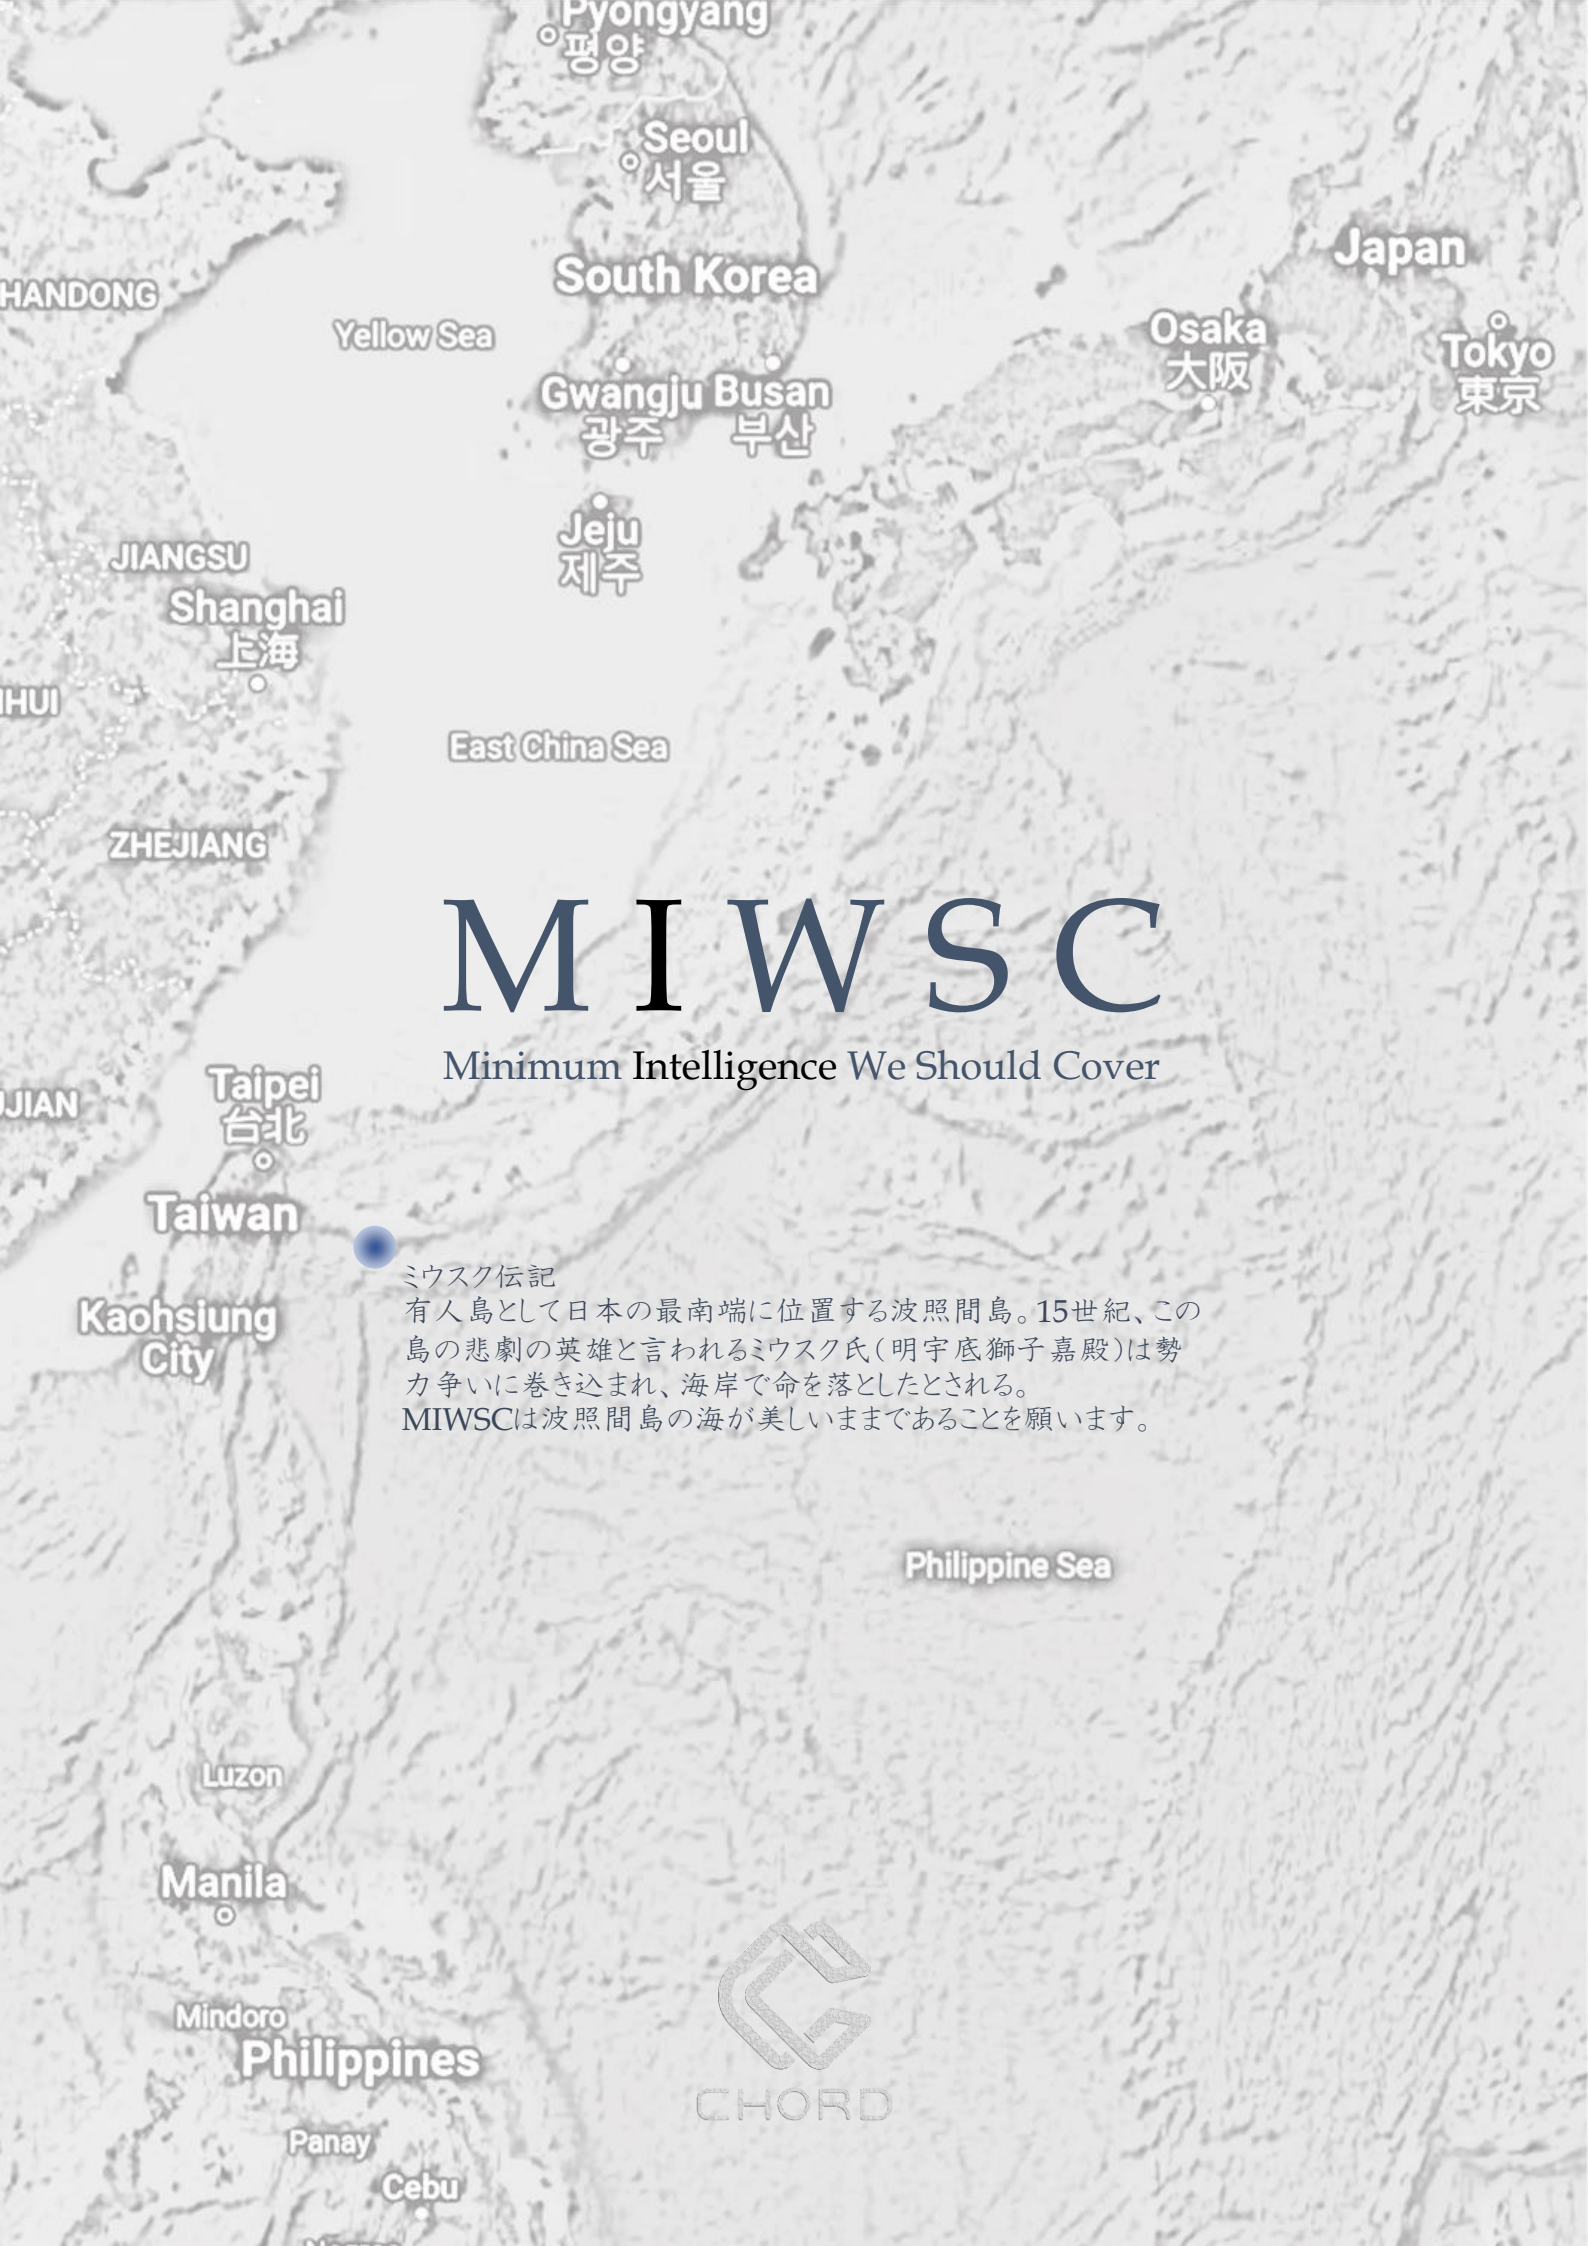 Pyongyang
평양
Seoul
서울
South Korea
Japan
HANDONG
Yellow Sea
Osaka
大阪
Tokyo
東京
Gwangju
광주
Busan
부산
Jeju
제주
JIANGSU
Shanghai
上海
HUI
East China Sea
ZHEJIANG
MIWSC
Minimum Intelligence We Should Cover
Taipei
台北
JIAN
Taiwan
Kaohsiung
City
ミウスク伝記
有人島として日本の最南端に位置する波照間島。15世紀、この
島の悲劇の英雄と言われるミウスク氏(明宇底獅子嘉殿)は勢
力争いに巻き込まれ、海岸で命を落としたとされる。
MIWSCは波照間島の海が美しいままであることを願います。
Philippine Sea
Luzon
Manila
Mindoro
Philippines
CHORD
Panay
Cebu